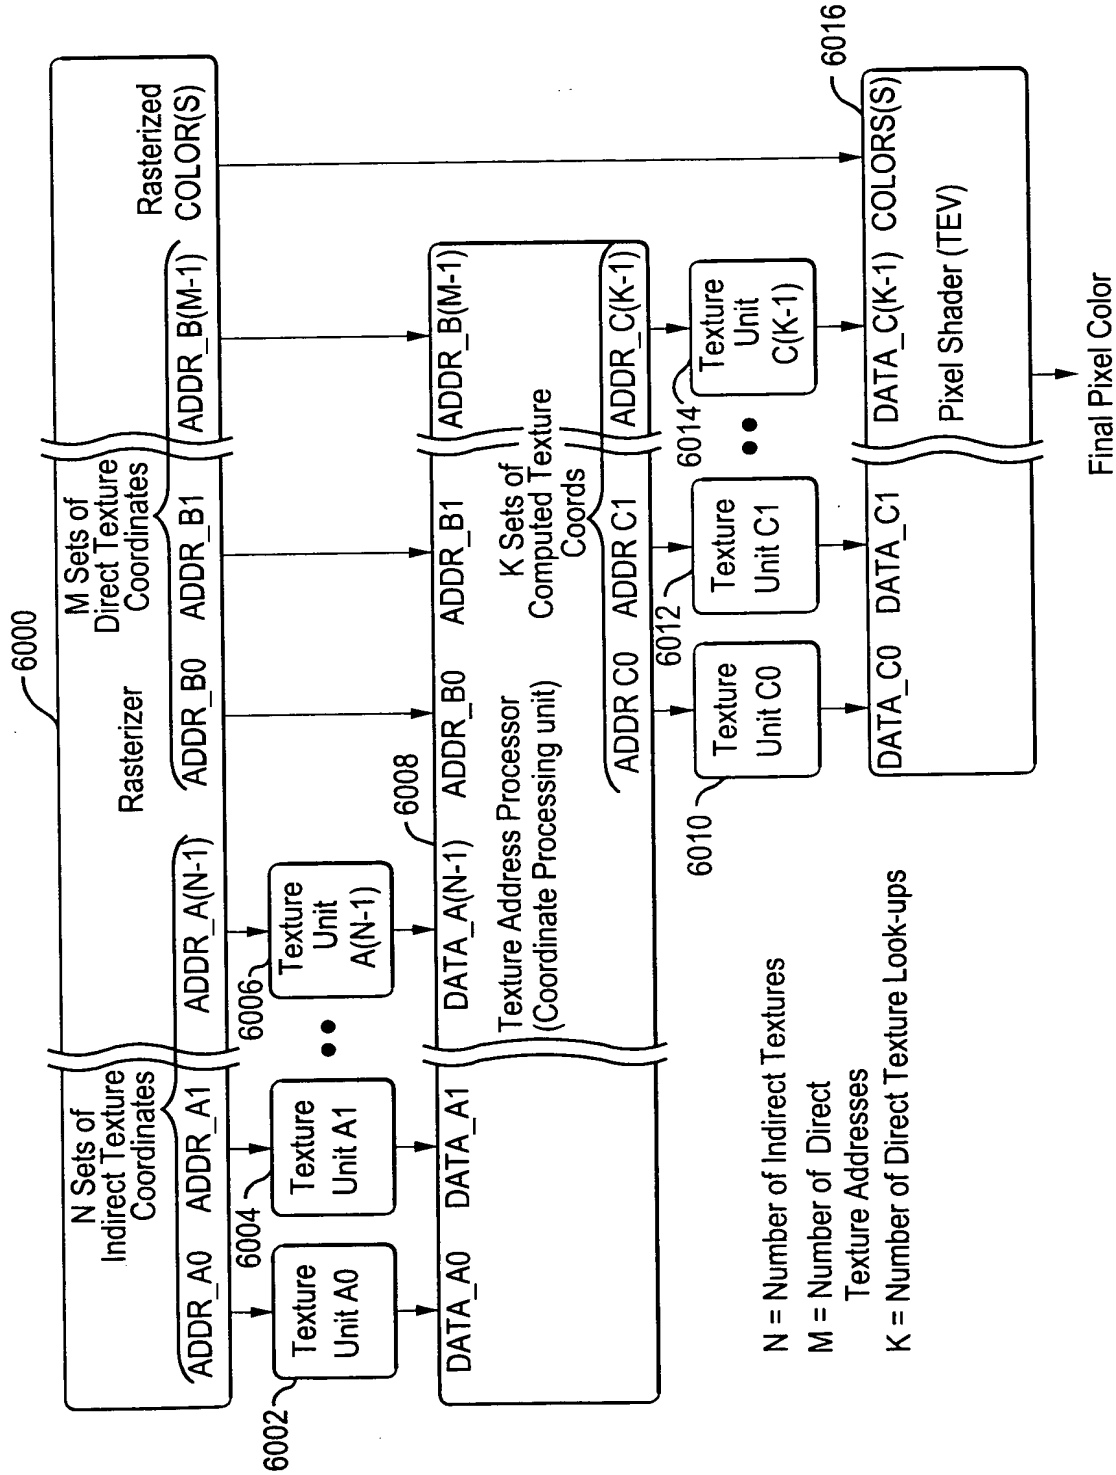 6000
N Sets of
Indirect Texture
Coordinates
Rasterizer
M Sets of
Direct Texture
Coordinates
Rasterized
COLOR(S)
ADDR_A0
ADDR_A1
ADDR_A(N-1)
ADDR_B0
ADDR_B1
ADDR_B(M-1)
6002
Texture
Unit A0
6004
Texture
Unit A1
6006
Texture
Unit
A(N-1)
6008
DATA_A0
DATA_A1
DATA_A(N-1)
ADDR_B0
ADDR_B1
ADDR_B(M-1)
Texture Address Processor
(Coordinate Processing unit)
K Sets of
Computed Texture
Coords
ADDR C0
ADDR C1
ADDR_C(K-1)
6010
Texture
Unit C0
6012
Texture
Unit C1
6014
Texture
Unit
C(K-1)
6016
DATA_C0
DATA_C1
DATA_C(K-1)
COLORS(S)
Pixel Shader (TEV)
Final Pixel Color
N = Number of Indirect Textures
M = Number of Direct
Texture Addresses
K = Number of Direct Texture Look-ups